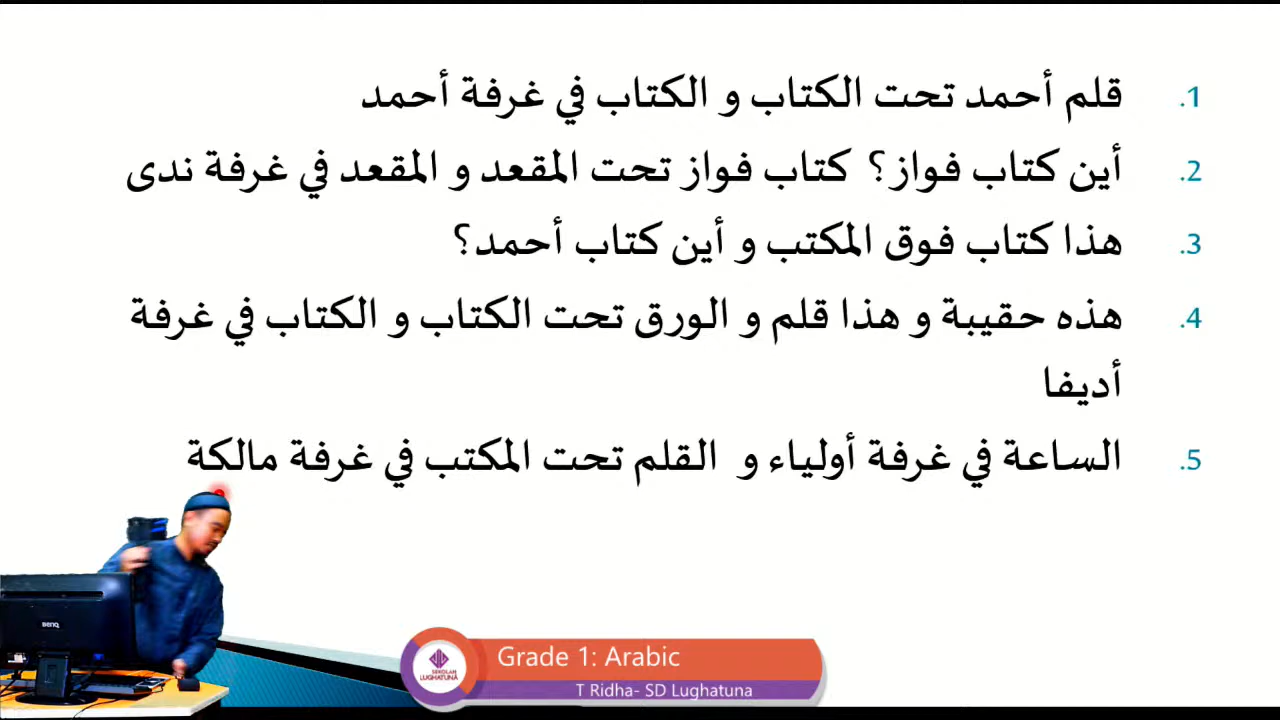 1. قلم أحمد تحت الكتاب و الكتاب في غرفة أحمد
2. أين كتاب فواز؟ كتاب فواز تحت المقعد و المقعد في غرفة ندى
3. هذا كتاب فوق المكتب و أين كتاب أحمد؟
4. هذه حقيبة و هذا قلم و الورق تحت الكتاب و الكتاب في غرفة
أديفا
5. الساعة في غرفة أولياء و القلم تحت المكتب في غرفة مالكة
BenQ
SEKOLAH
LUGHATUNA
Grade 1: Arabic
T Ridha- SD Lughatuna